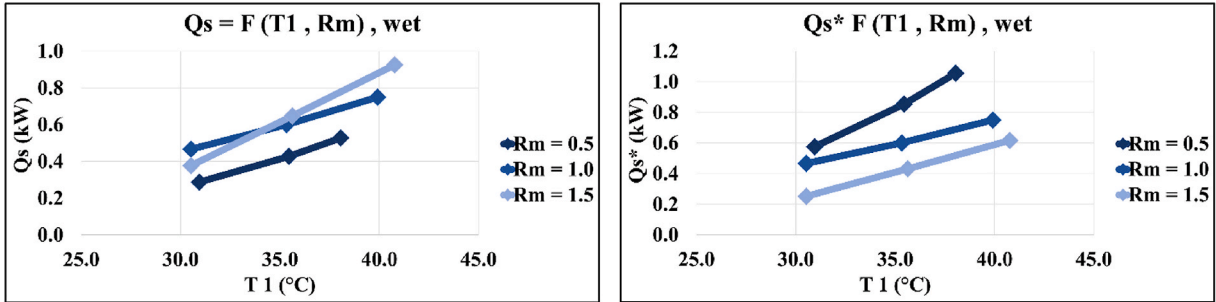 Qs = F (T1 , Rm) , wet
1.0
0.8
0.6
0.4
0.2
0.0
Qs (kW)
25.0 30.0 35.0 40.0 45.0
T 1 (°C)
Rm = 0.5
Rm = 1.0
Rm = 1.5
Qs* F (T1 , Rm) , wet
1.2
1.0
0.8
0.6
0.4
0.2
0.0
Qs* (kW)
25.0 30.0 35.0 40.0 45.0
T 1 (°C)
Rm = 0.5
Rm = 1.0
Rm = 1.5